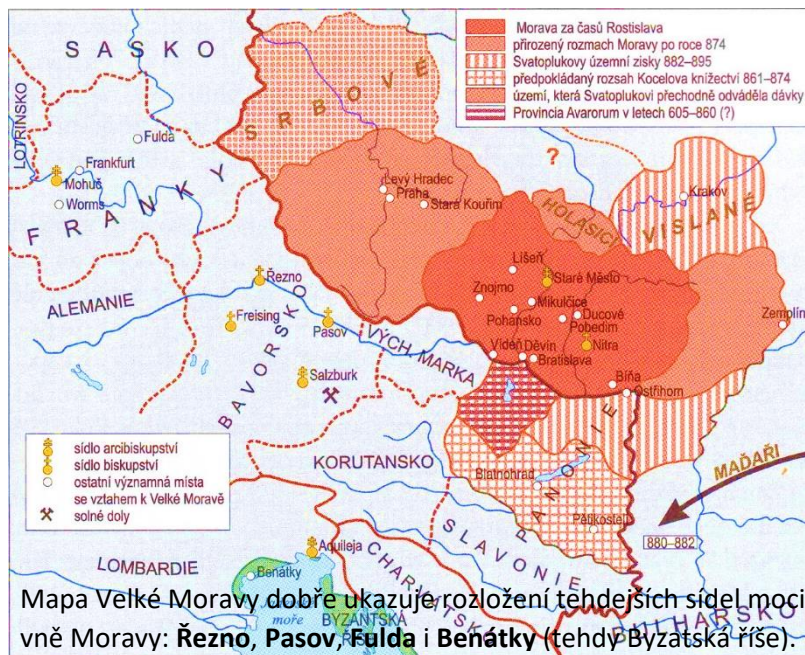 SASKO
LOTRINSKO
Fulda
Frankfurt
Mohuč
Worms
FRANKY
SRBOVÉ
Morava za časů Rostislava
přirozený rozmach Moravy po roce 874
Svatoplukovy územní zisky 882–895
předpokládaný rozsah Kocelova knížectví 861–874
území, která Svatoplukovi přechodně odváděla dávky
Provincia Avarorum v letech 605–860 (?)
?
Levý Hradec
Praha
Stará Kouřim
HOLASICI
Krakov
VISLANÉ
Líšeň
Staré Město
Znojmo
Mikulčice
Pohansko
Ducové
Pobedim
Nitra
Zemplín
Řezno
ALEMANIE
Freising
Pasov
BAVORSKO
VÝCH. MARKA
Vídeň
Děvín
Bratislava
Bíňa
Ostřihom
Salzburk
sídlo arcibiskupství
sídlo biskupství
ostatní významná místa
se vztahem k Velké Moravě
solné doly
KORUTANSKO
Blatnohrad
PANONIE
Pětikostelí
MAĎAŘI
880–882
SLAVONIE
LOMBARDIE
Aquileja
Benátky
CHARVÁTSKO
moře
BYZANTSKÁ
BULHARSKO
Mapa Velké Moravy dobře ukazuje rozložení tehdejších sídel moci
vně Moravy: Řezno, Pasov, Fulda i Benátky (tehdy Byzatská říše).